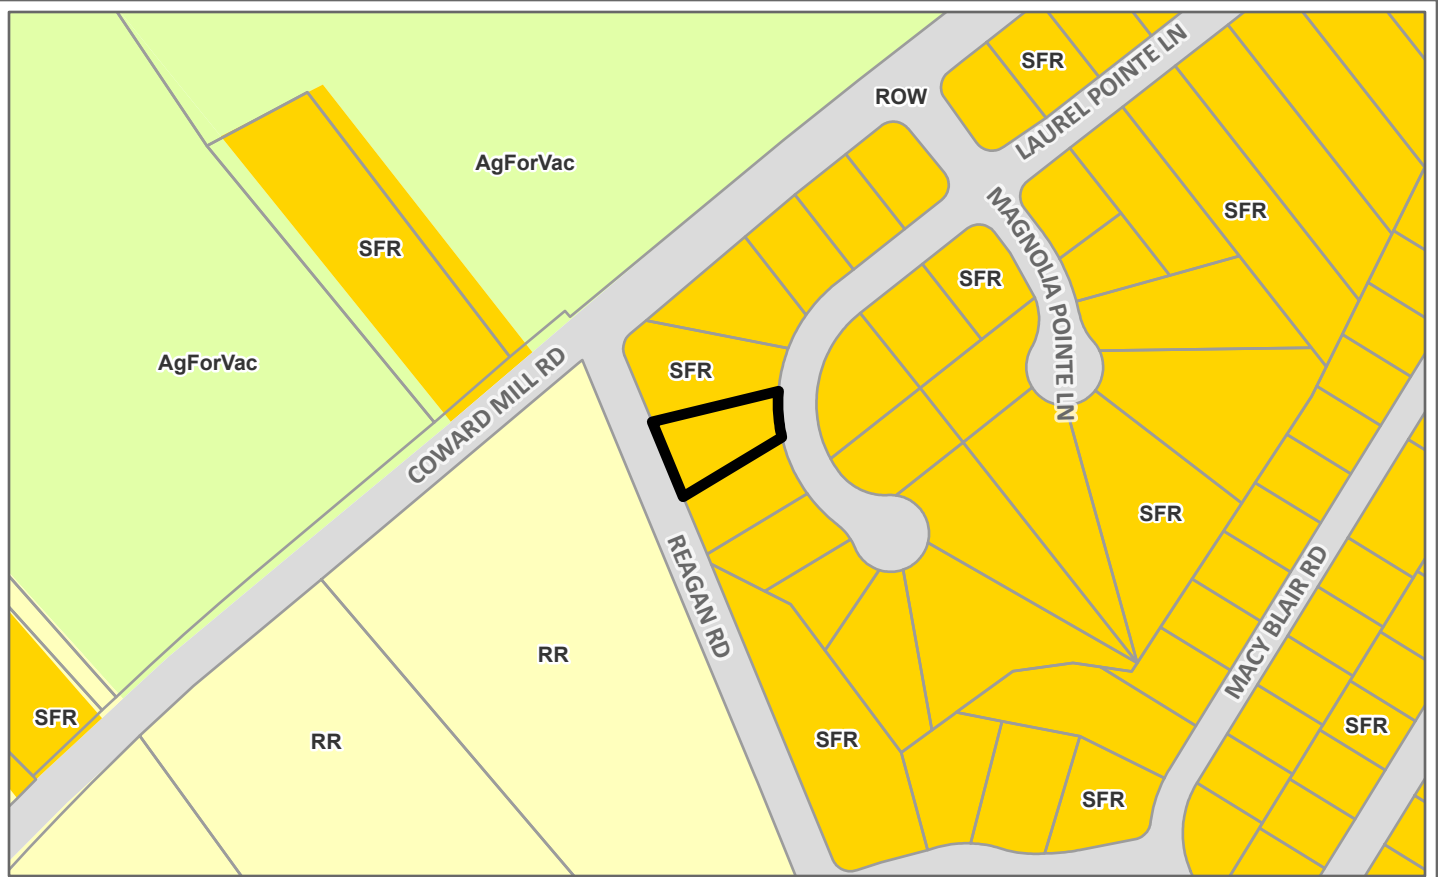 SFR
LAUREL POINTE LN
ROW
AgForVac
SFR
MAGNOLIA POINTE LN
SFR
SFR
AgForVac
COWARD MILL RD
SFR
SFR
REAGAN RD
MACY BLAIR RD
RR
SFR
RR
SFR
SFR
SFR